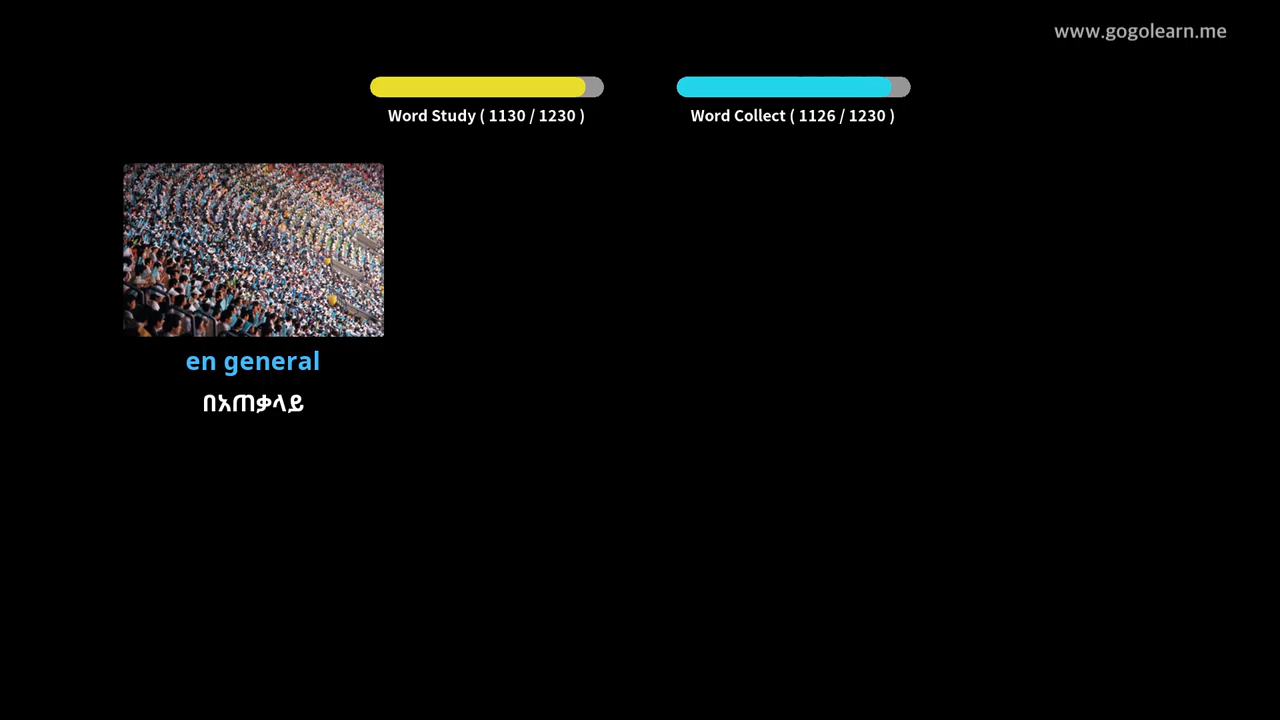 www.gogolearn.me
Word Study ( 1130 / 1230 )
Word Collect ( 1126 / 1230 )
en general
በአጠቃላይ